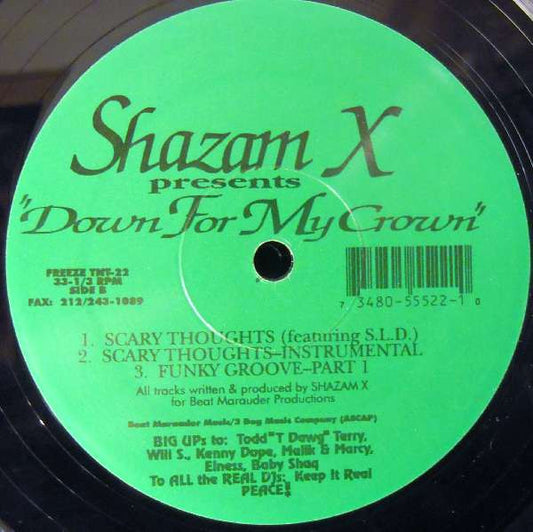 Shazam X
presents
"Down For My Crown"
FREEZE TNT-22
33-1/3 RPM
SIDE B
FAX: 212/243-1089
7 3480-55522-1 0
1. SCARY THOUGHTS (featuring S.L.D.)
2. SCARY THOUGHTS–INSTRUMENTAL
3. FUNKY GROOVE–PART 1
All tracks written & produced by SHAZAM X
for Beat Marauder Productions
Beat Marauder Music/3 Dog Music Company (ASCAP)
BIG UPs to: Todd "T Dawg" Terry,
Will S., Kenny Dope, Malik & Marcy,
Elness, Baby Shaq
To ALL the REAL DJs: Keep It Real
PEACE!